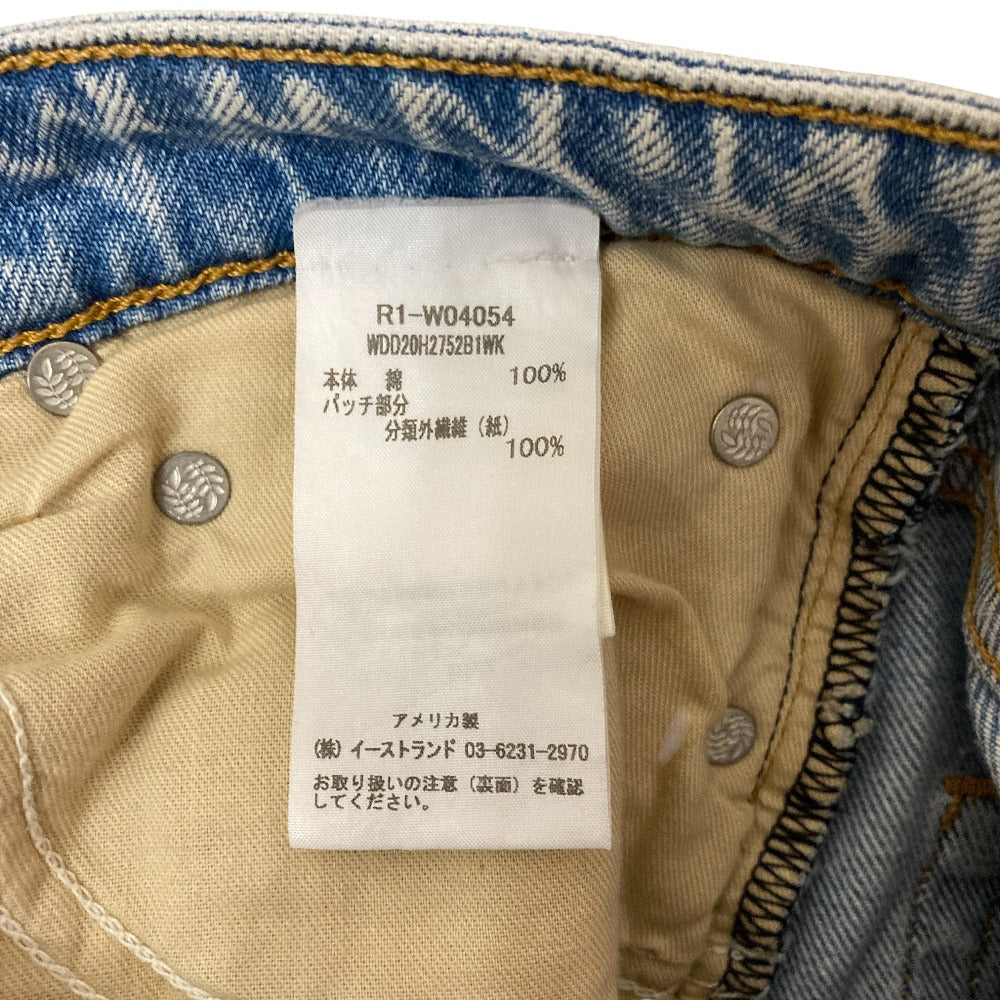 R1-W04054
WDD20H2752B1WK
本体 綿 100%
パッチ部分
分類外繊維(紙)
100%
アメリカ製
(株) イーストランド 03-6231-2970
お取り扱いの注意(裏面)を確認
してください。